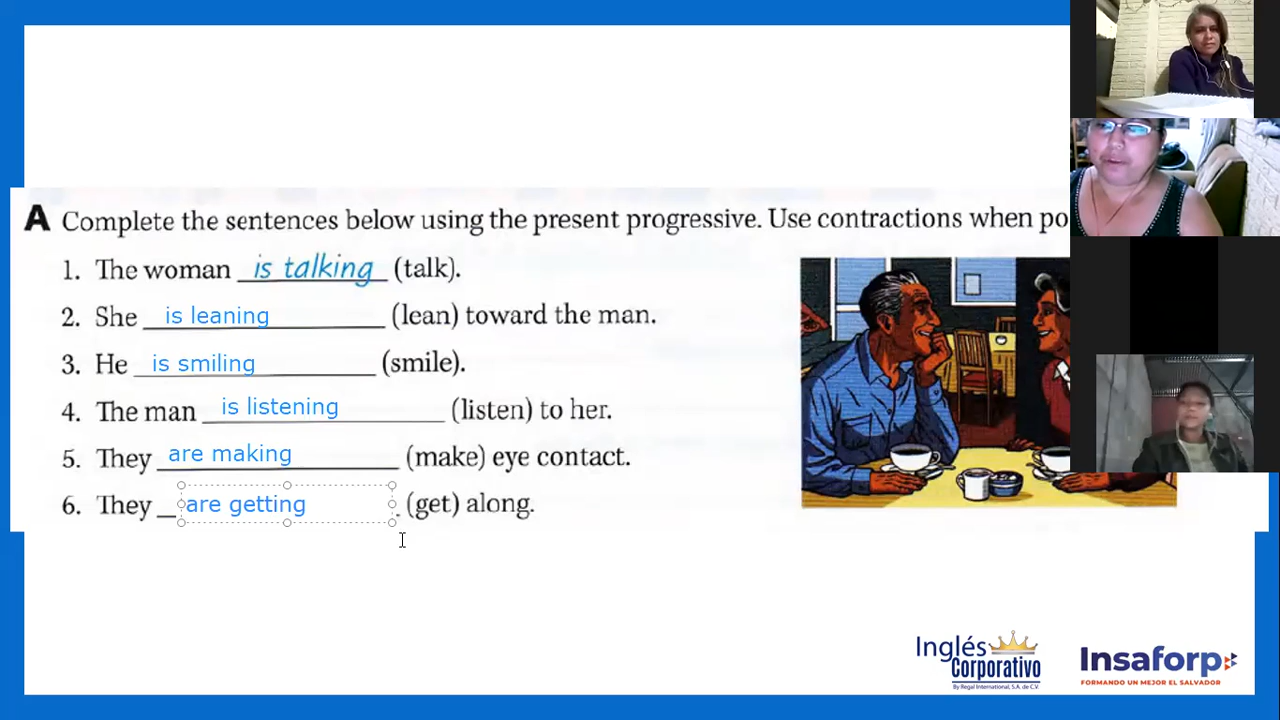 A Complete the sentences below using the present progressive. Use contractions when po
1. The woman is talking (talk).
2. She is leaning (lean) toward the man.
3. He is smiling (smile).
4. The man is listening (listen) to her.
5. They are making (make) eye contact.
6. They are getting (get) along.
Inglés
Corporativo
By Regal International, S.A. de C.V.
Insaforp
FORMANDO UN MEJOR EL SALVADOR